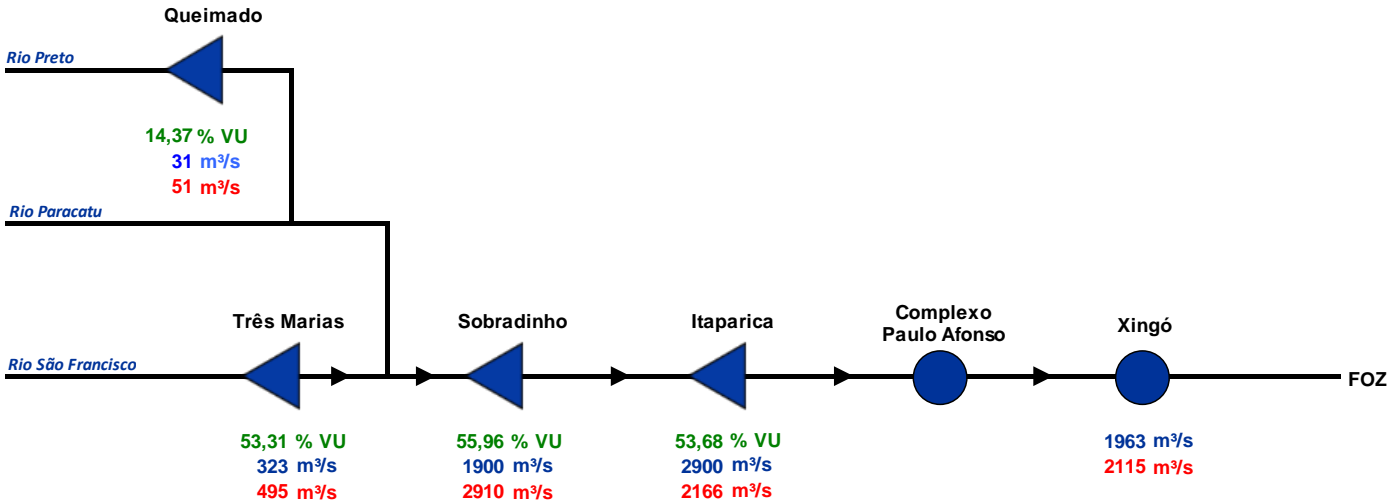 Queimado
Rio Preto
14,37 % VU
31 m³/s
51 m³/s
Rio Paracatu
Três Marias
Sobradinho
Itaparica
Complexo
Paulo Afonso
Xingó
Rio São Francisco
FOZ
53,31 % VU
323 m³/s
495 m³/s
55,96 % VU
1900 m³/s
2910 m³/s
53,68 % VU
2900 m³/s
2166 m³/s
1963 m³/s
2115 m³/s